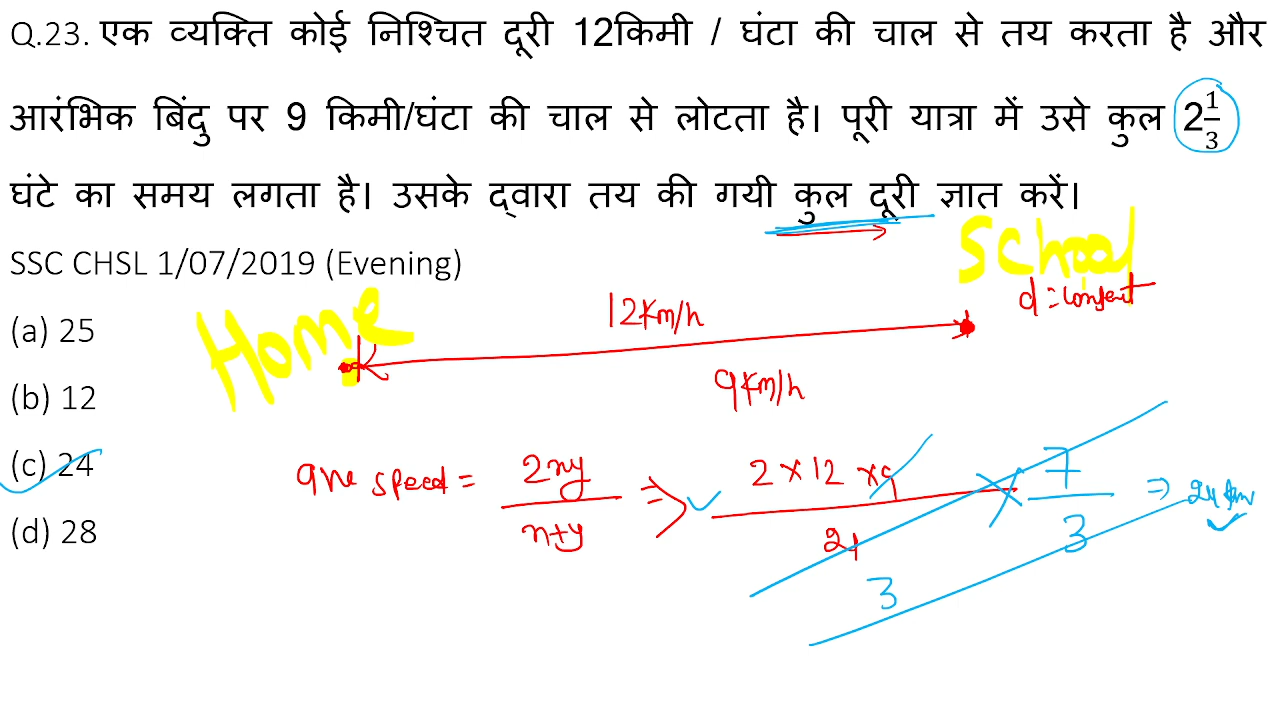 Q.23. एक व्यक्ति कोई निश्चित दूरी 12किमी / घंटा की चाल से तय करता है और
आरंभिक बिंदु पर 9 किमी/घंटा की चाल से लोटता है। पूरी यात्रा में उसे कुल 2 1/3
घंटे का समय लगता है। उसके द्वारा तय की गयी कुल दूरी ज्ञात करें।
SSC CHSL 1/07/2019 (Evening)
School
d = constant
(a) 25
Home
12Km/h
(b) 12
9Km/h
(c) 24
ave speed = 2xy/x+y ⇒ 2 × 12 × 9/21 × 7/3 ⇒ 24 km
3
(d) 28